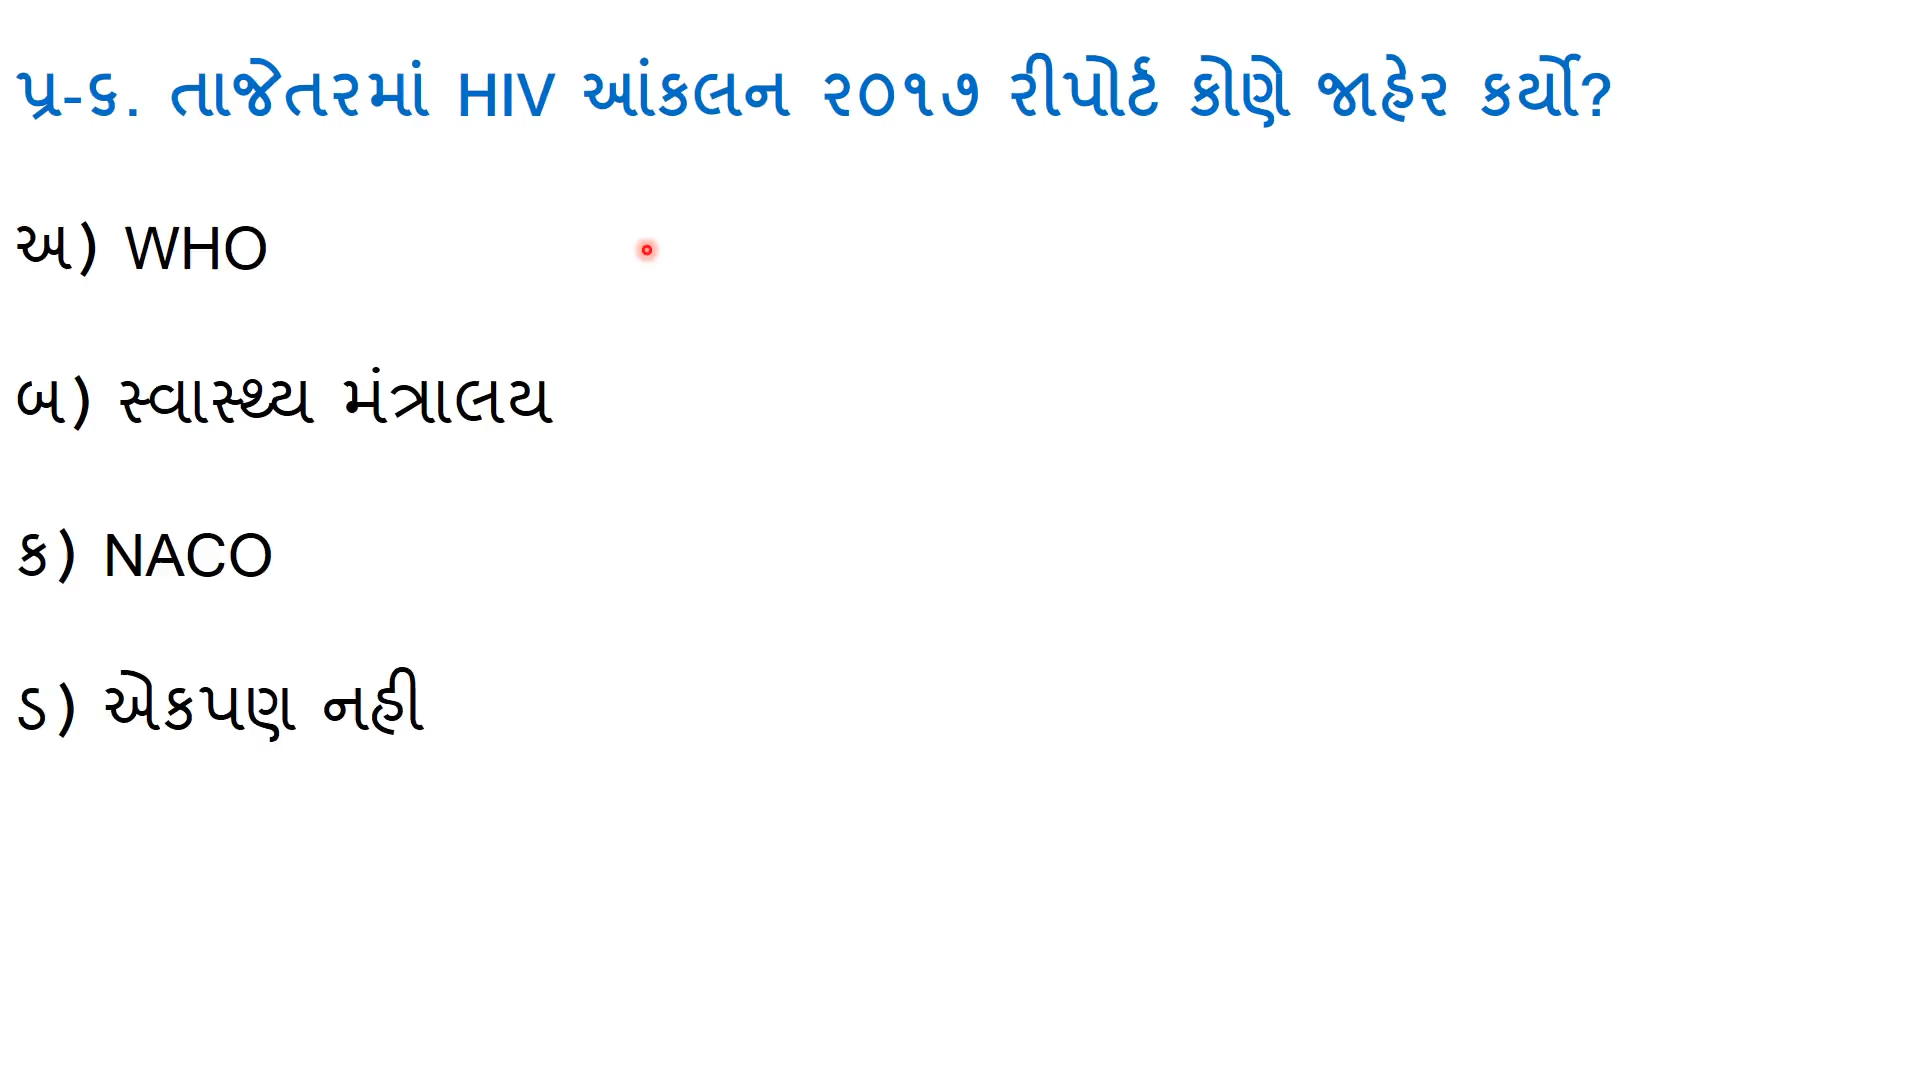 પ્ર-૬. તાજેતરમાં HIV આંકલન ૨૦૧૭ રીપોર્ટ કોણે જાહેર કર્યો?
અ) WHO
બ) સ્વાસ્થ્ય મંત્રાલય
ક) NACO
ડ) એકપણ નહી